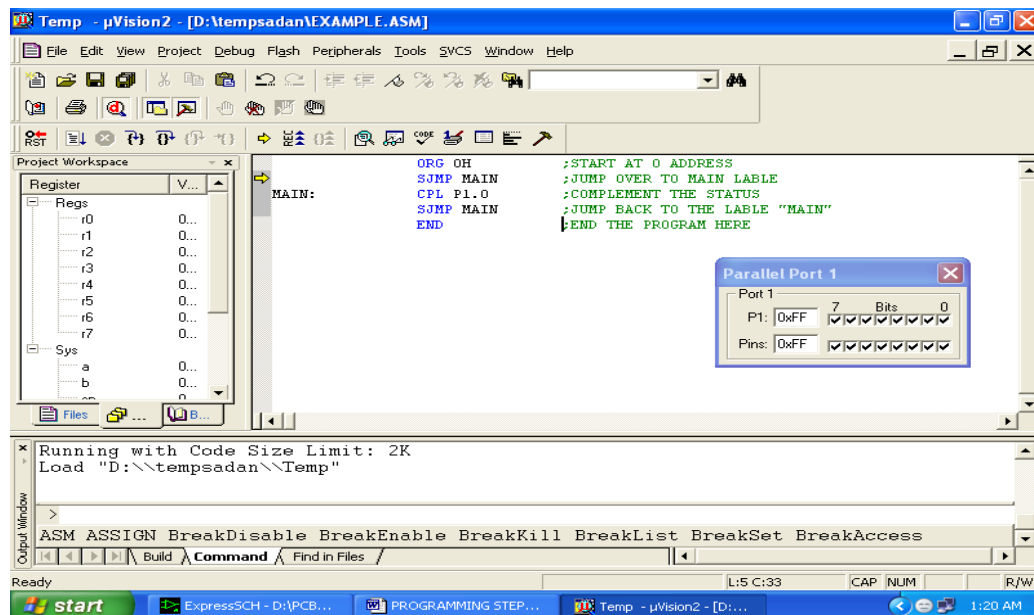 Temp - µVision2 - [D:\tempsadan\EXAMPLE.ASM]
File Edit View Project Debug Flash Peripherals Tools SVCS Window Help
RST CODE
Project Workspace
Register V...
Regs
r0 0...
r1 0...
r2 0...
r3 0...
r4 0...
r5 0...
r6 0...
r7 0...
Sys
a 0...
b 0...
Files ... B...
ORG 0H ;START AT 0 ADDRESS
SJMP MAIN ;JUMP OVER TO MAIN LABLE
MAIN: CPL P1.0 ;COMPLEMENT THE STATUS
SJMP MAIN ;JUMP BACK TO THE LABLE "MAIN"
END ;END THE PROGRAM HERE
Parallel Port 1
Port 1
7 Bits 0
P1: 0xFF
Pins: 0xFF
Running with Code Size Limit: 2K
Load "D:\\tempsadan\\Temp"
>
ASM ASSIGN BreakDisable BreakEnable BreakKill BreakList BreakSet BreakAccess
Output Window
Build Command Find in Files
Ready L:5 C:33 CAP NUM R/W
start ExpressSCH - D:\PCB... PROGRAMMING STEP... Temp - µVision2 - [D:... 1:20 AM